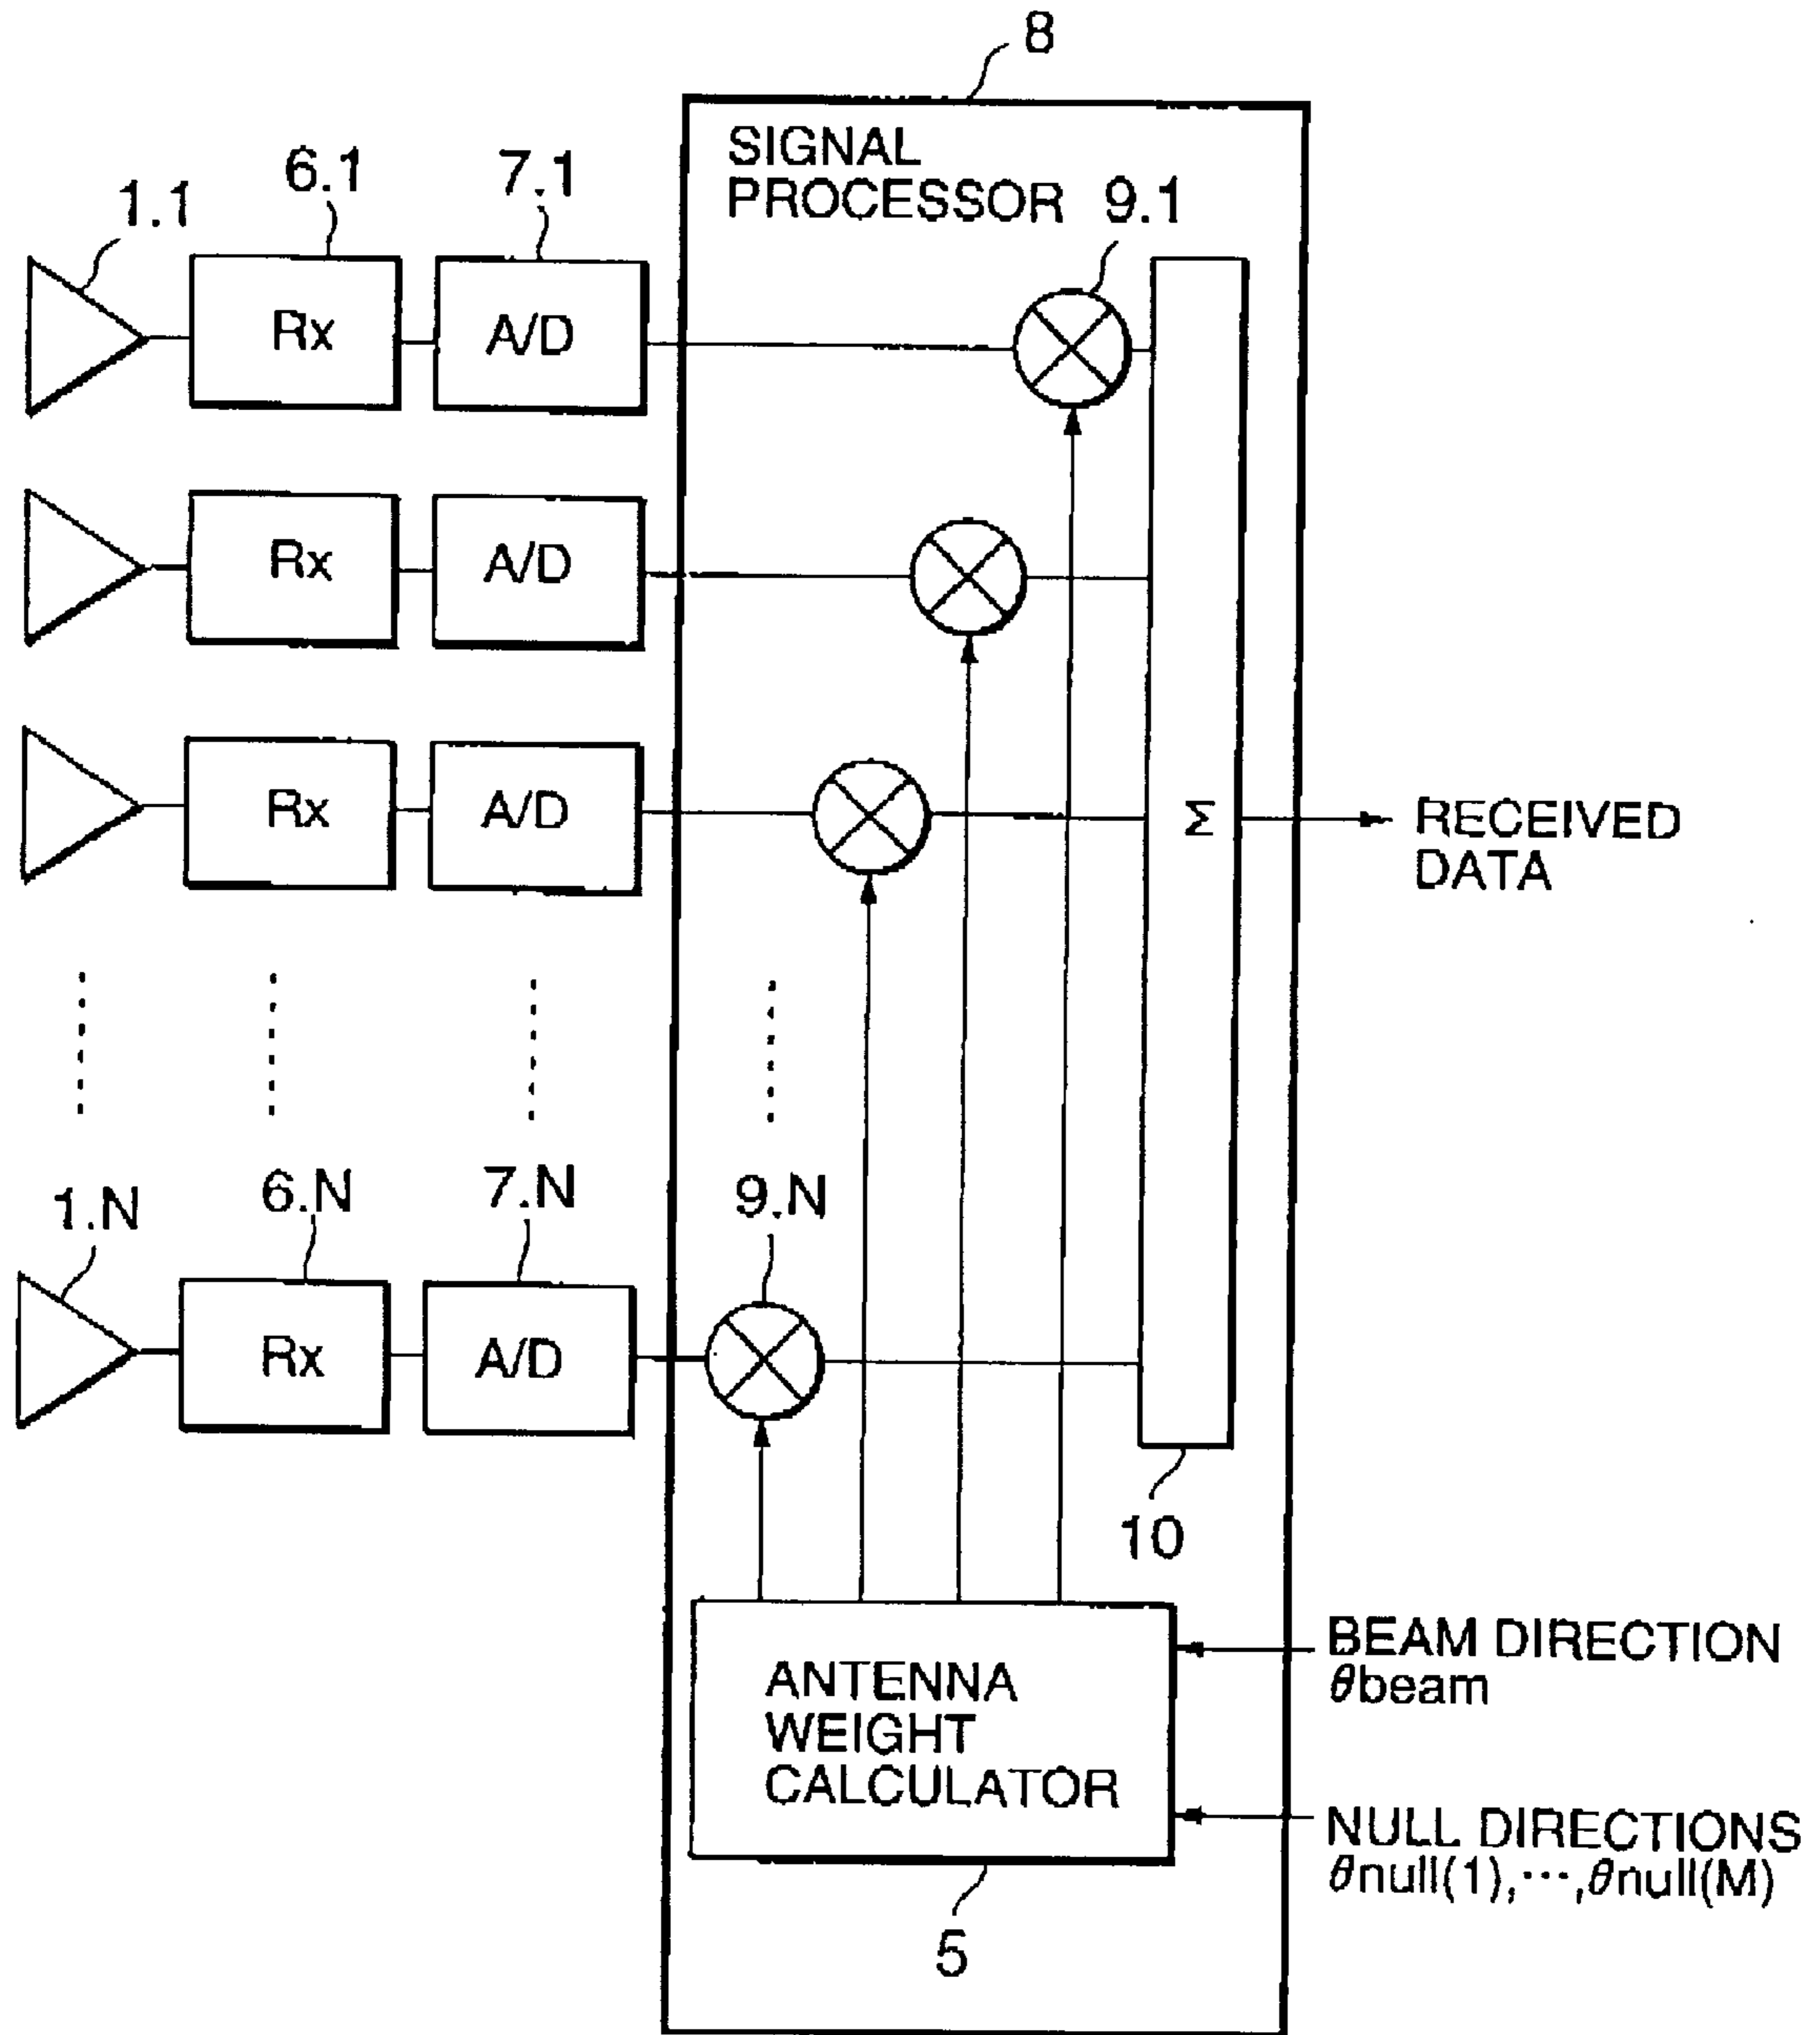 8
SIGNAL
PROCESSOR 9.1
1.1 6.1 7.1
Rx A/D
Rx A/D
Rx A/D
Σ
RECEIVED
DATA
1.N 6.N 7.N 9.N
Rx A/D
10
BEAM DIRECTION
θbeam
ANTENNA
WEIGHT
CALCULATOR
NULL DIRECTIONS
θnull(1),···,θnull(M)
5